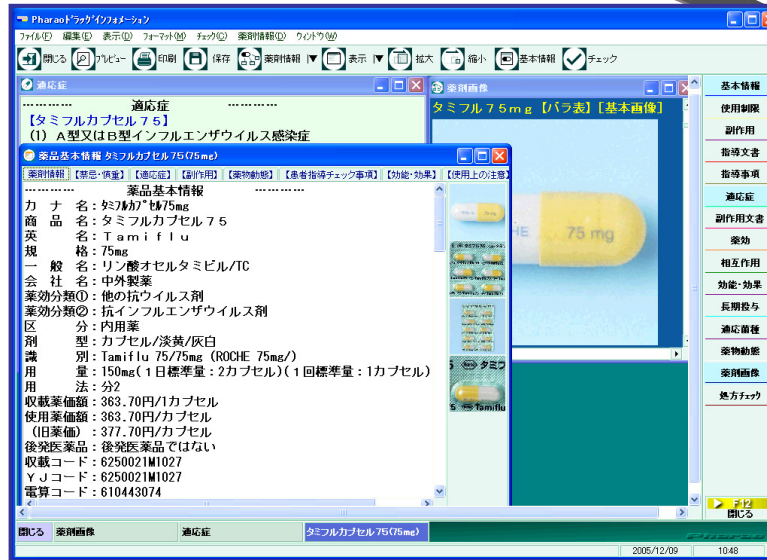 Pharaoドラッグインフォメーション
ファイル(F) 編集(E) 表示(D) フォーマット(M) チェック(C) 薬剤情報(D) ウィンドウ(W)
閉じる プレビュー 印刷 保存 薬剤情報 |▼ 表示 |▼ 拡大 縮小 基本情報 チェック
適応症
………… 適応症 …………
【タミフルカプセル７５】
(1) A型又はB型インフルエンザウイルス感染症
薬剤画像
タミフル７５ｍｇ【バラ表】[基本画像]
75 mg
薬品基本情報 タミフルカプセル75(75mg)
薬剤情報 【禁忌・慎重】 【適応症】 【副作用】 【薬物動態】 【患者指導チェック事項】 【効能・効果】 【使用上の注意】
………… 薬品基本情報 …………
カ ナ 名：ﾀﾐﾌﾙｶﾌﾟｾﾙ75mg
商 品 名：タミフルカプセル７５
英 名：Ｔａｍｉｆｌｕ
規 格：75mg
一 般 名：リン酸オセルタミビル/TC
会 社 名：中外製薬
薬効分類①：他の抗ウイルス剤
薬効分類②：抗インフルエンザウイルス剤
区 分：内用薬
剤 型：カプセル/淡黄/灰白
識 別：Tamiflu 75/75mg (ROCHE 75mg/)
用 量：150mg(１日標準量：2カプセル)(１回標準量：1カプセル)
用 法：分2
収載薬価額：363.70円/1カプセル
使用薬価額：363.70円/カプセル
(旧薬価)：377.70円/カプセル
後発医薬品：後発医薬品ではない
収載コード：6250021M1027
ＹＪコード：6250021M1027
電算コード：610443074
タミフ
Tamiflu
基本情報
使用制限
副作用
指導文書
指導事項
適応症
副作用文書
薬効
相互作用
効能・効果
長期投与
適応菌種
薬物動態
薬剤画像
処方チェック
F12
閉じる
閉じる 薬剤画像 適応症 タミフルカプセル75(75mg)
2005/12/09 10:48